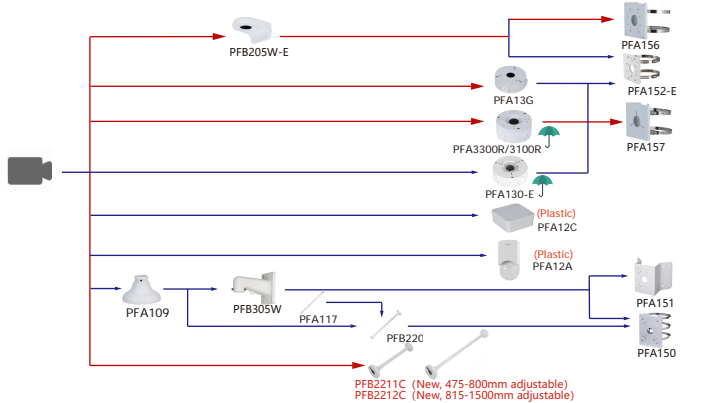 PFB205W-E
PFA156
PFA152-E
PFA13G
PFA3300R/3100R
PFA157
PFA130-E
(Plastic)
PFA12C
(Plastic)
PFA12A
PFA109
PFB305W
PFA117
PFB220
PFA151
PFA150
PFB2211C (New, 475-800mm adjustable)
PFB2212C (New, 815-1500mm adjustable)